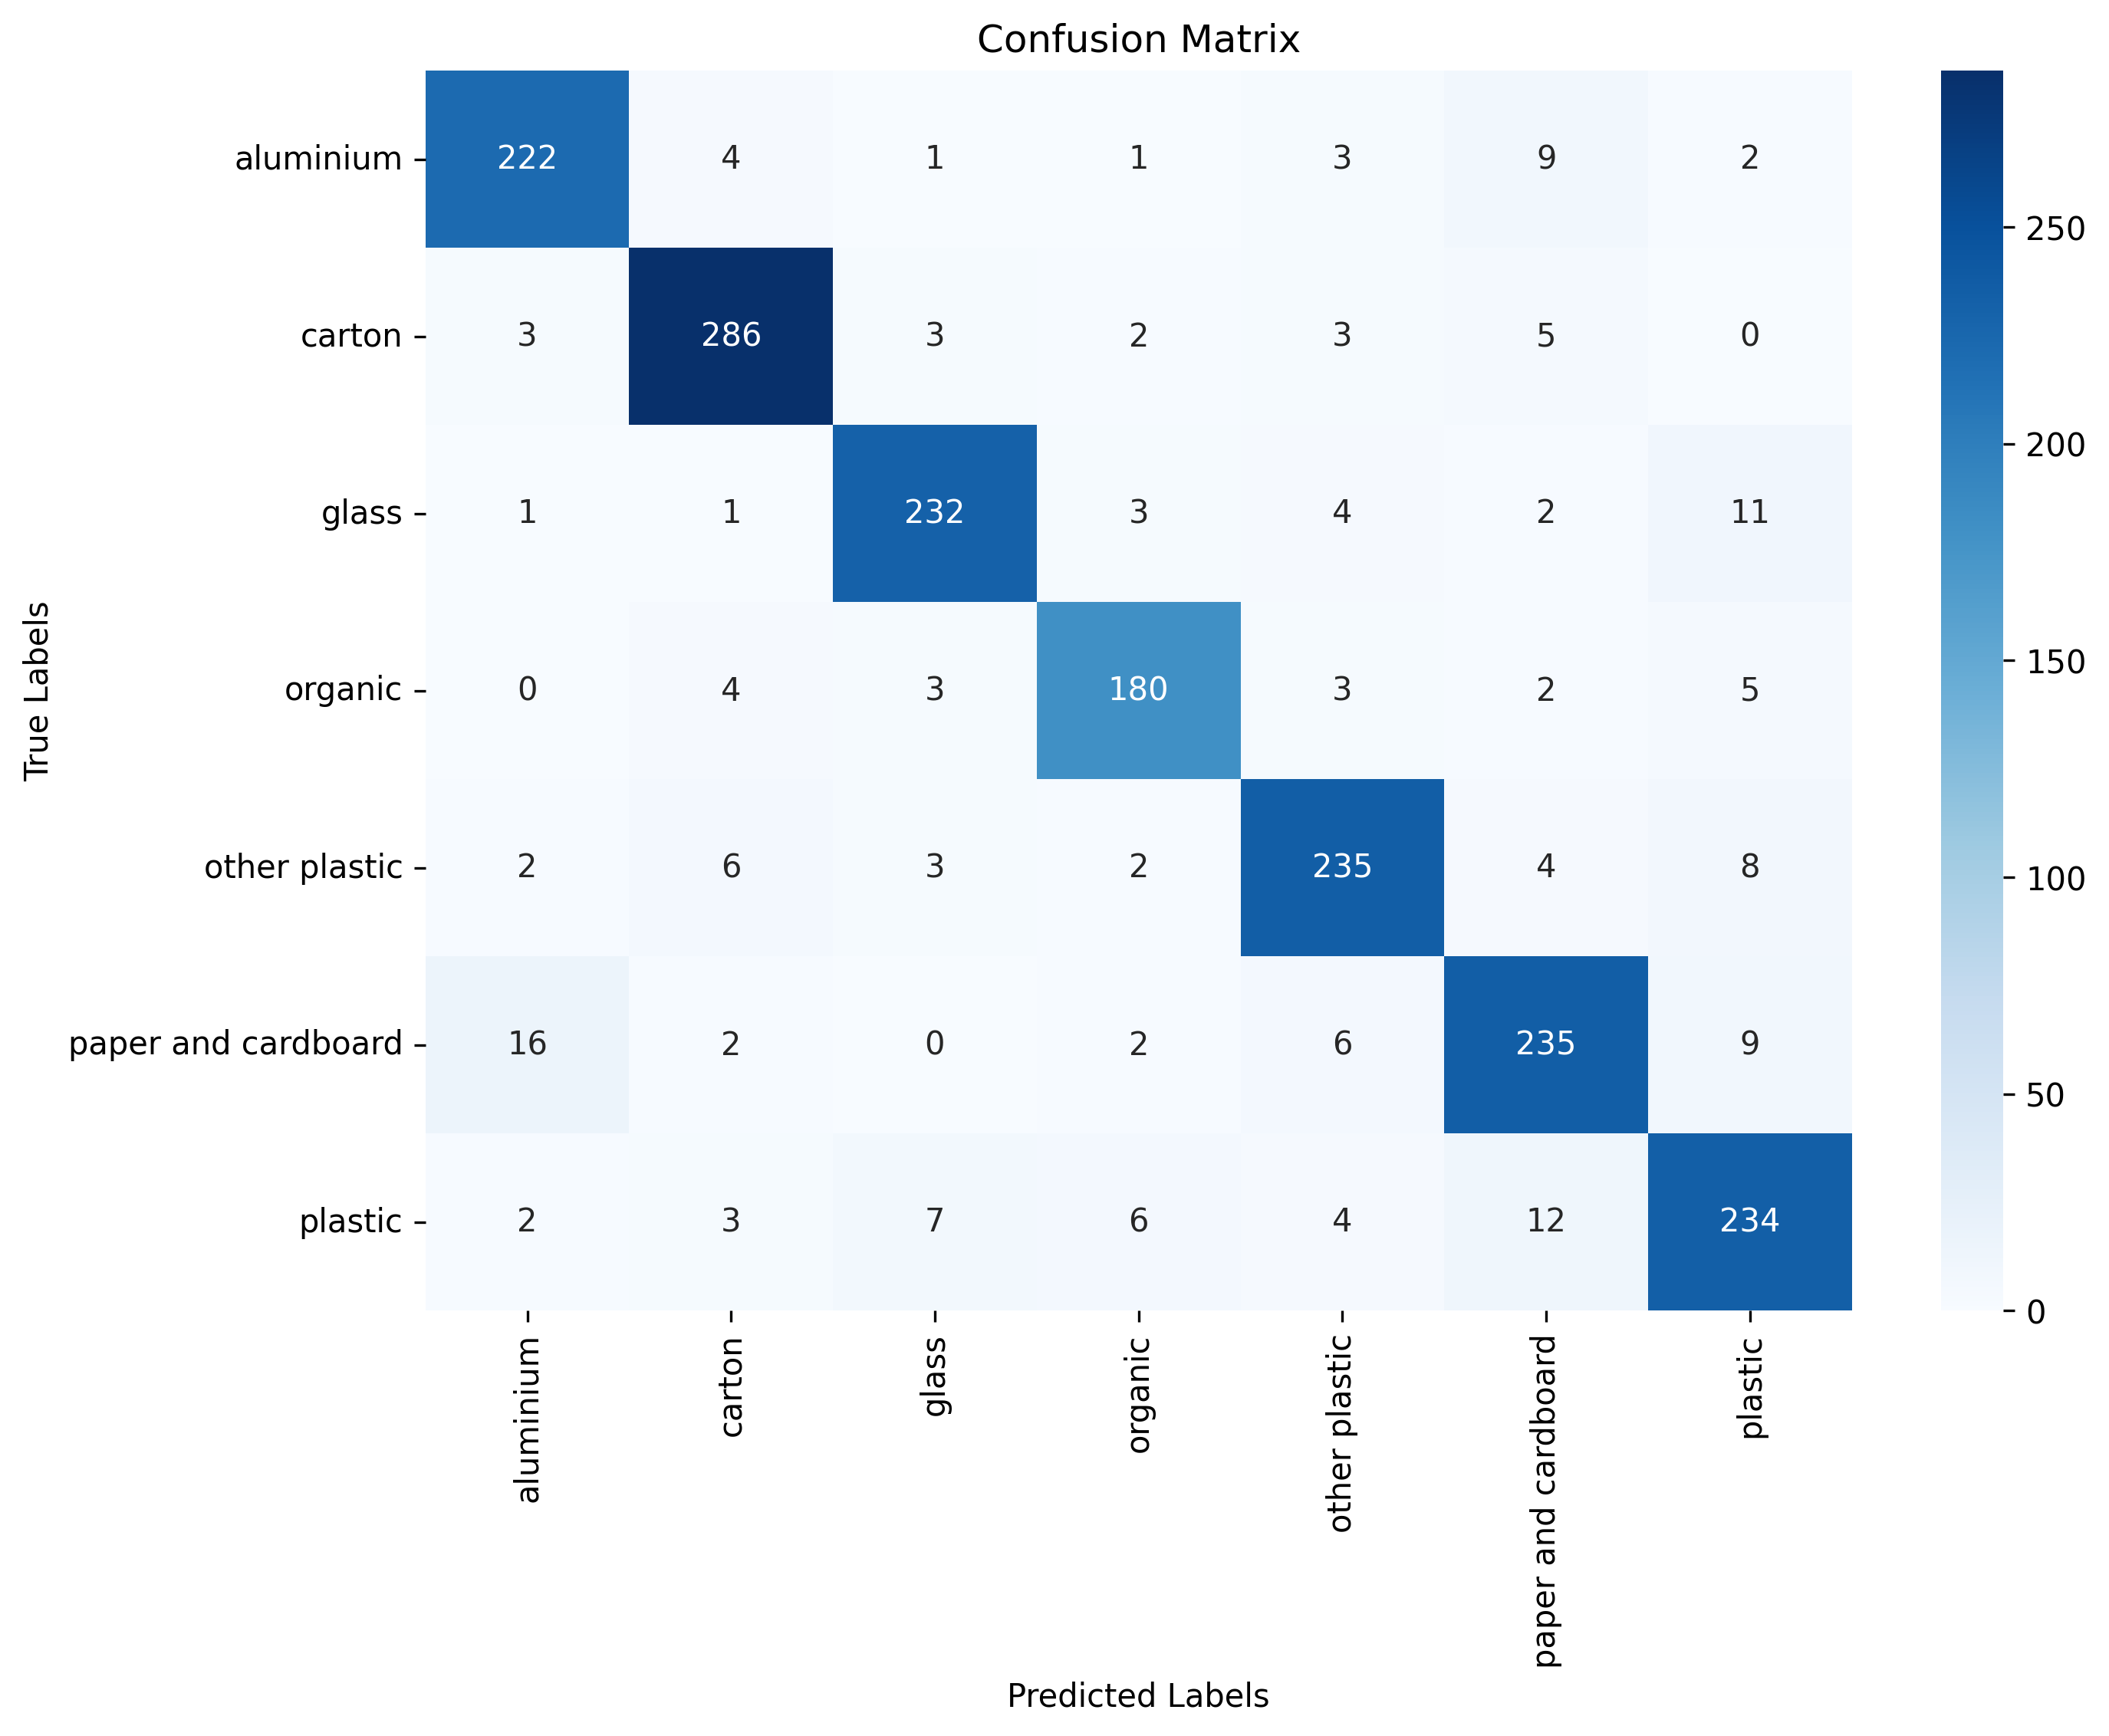 Confusion Matrix
True Labels
aluminium 222 4 1 1 3 9 2
carton 3 286 3 2 3 5 0
glass 1 1 232 3 4 2 11
organic 0 4 3 180 3 2 5
other plastic 2 6 3 2 235 4 8
paper and cardboard 16 2 0 2 6 235 9
plastic 2 3 7 6 4 12 234
aluminium carton glass organic other plastic paper and cardboard plastic
Predicted Labels
250
200
150
100
50
0